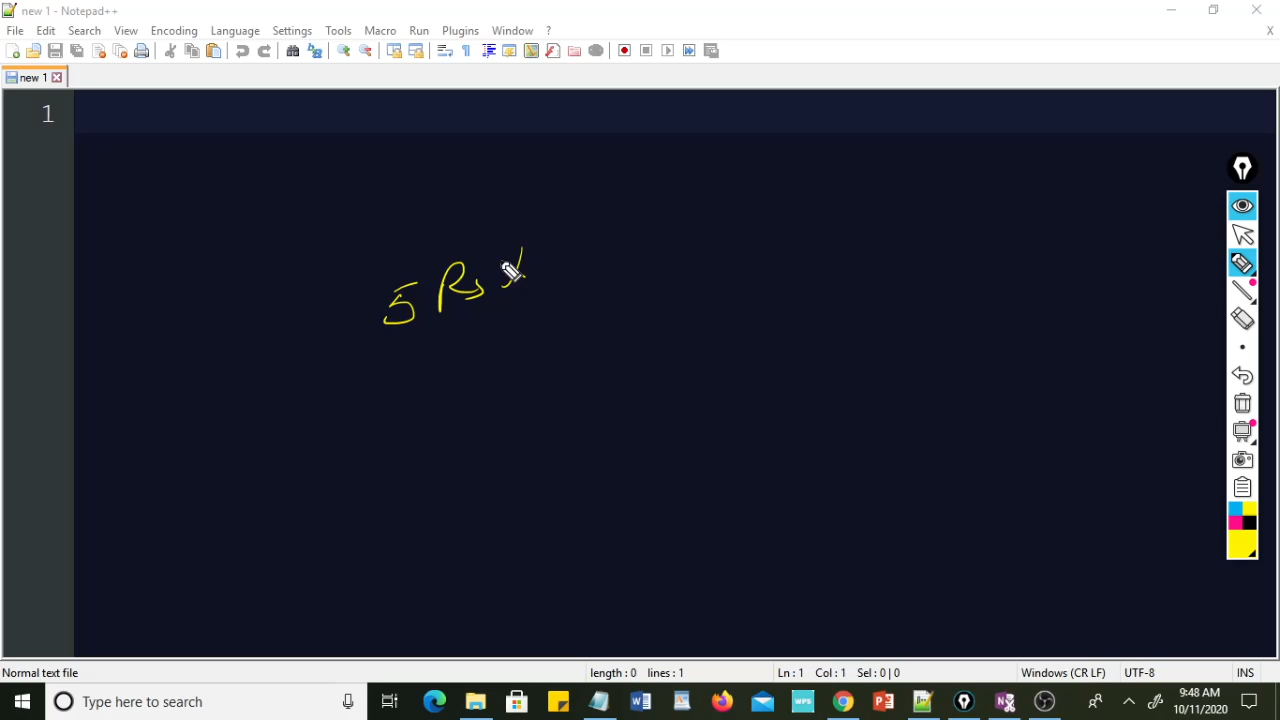 new 1 - Notepad++
File Edit Search View Encoding Language Settings Tools Macro Run Plugins Window ? X
new 1
1
5 Rs
Normal text file length : 0 lines : 1 Ln : 1 Col : 1 Sel : 0 | 0 Windows (CR LF) UTF-8 INS
Type here to search
WPS
9:48 AM
10/11/2020